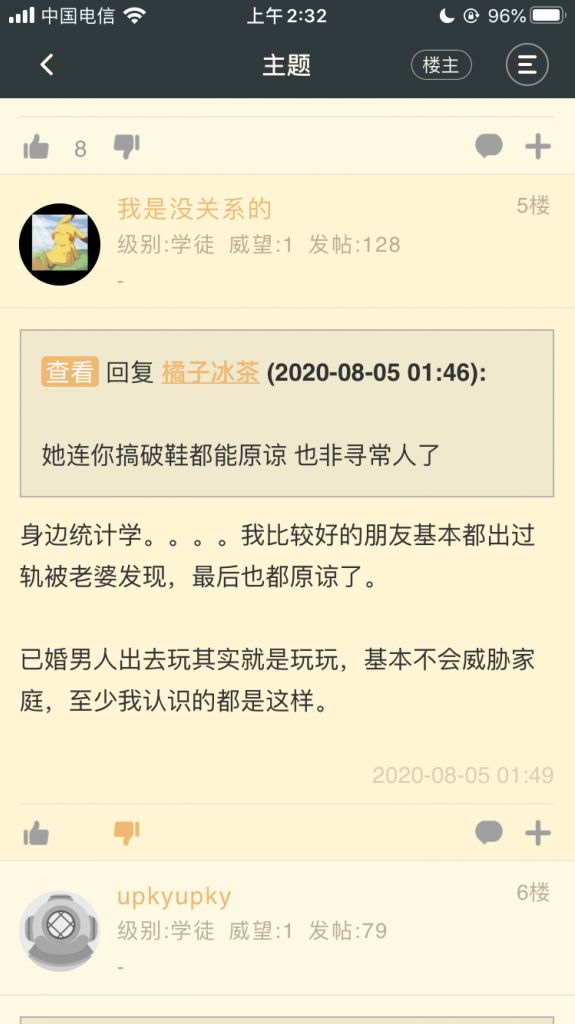 中国电信
上午2:32
96%
主题
楼主
8
我是没关系的
5楼
级别:学徒 威望:1 发帖:128
-
查看 回复 橘子冰茶 (2020-08-05 01:46):
她连你搞破鞋都能原谅 也非寻常人了
身边统计学。。。。我比较好的朋友基本都出过
轨被老婆发现，最后也都原谅了。
已婚男人出去玩其实就是玩玩，基本不会威胁家
庭，至少我认识的都是这样。
2020-08-05 01:49
upkyupky
6楼
级别:学徒 威望:1 发帖:79
-